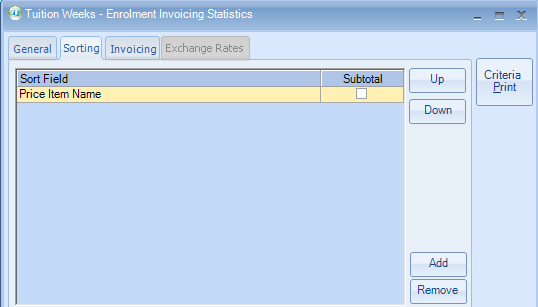 Tuition Weeks - Enrolment Invoicing Statistics
General Sorting Invoicing Exchange Rates
Sort Field Subtotal
Price Item Name
Up
Down
Add
Remove
Criteria
Print